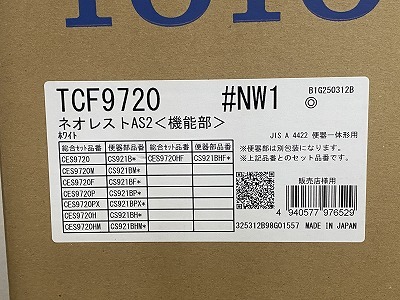 TOTO
TCF9720 #NW1 B1G250312B
ネオレストAS2<機能部>
ホワイト JIS A 4422 便器一体形用
総合セット品番 便器部品番 総合セット品番 便器部品番
CES9720 CS921B* CES9720HF CS921BHF*
CES9720M CS921BM*
CES9720F CS921BF*
CES9720P CS921BP*
CES9720PX CS921BPX*
CES9720H CS921BH*
CES9720HM CS921BHM*
※便器部は別包装になります。
※上記品番とのセット品番です。
販売店様用
4 940577 976529
325312B98G01557 MADE IN JAPAN